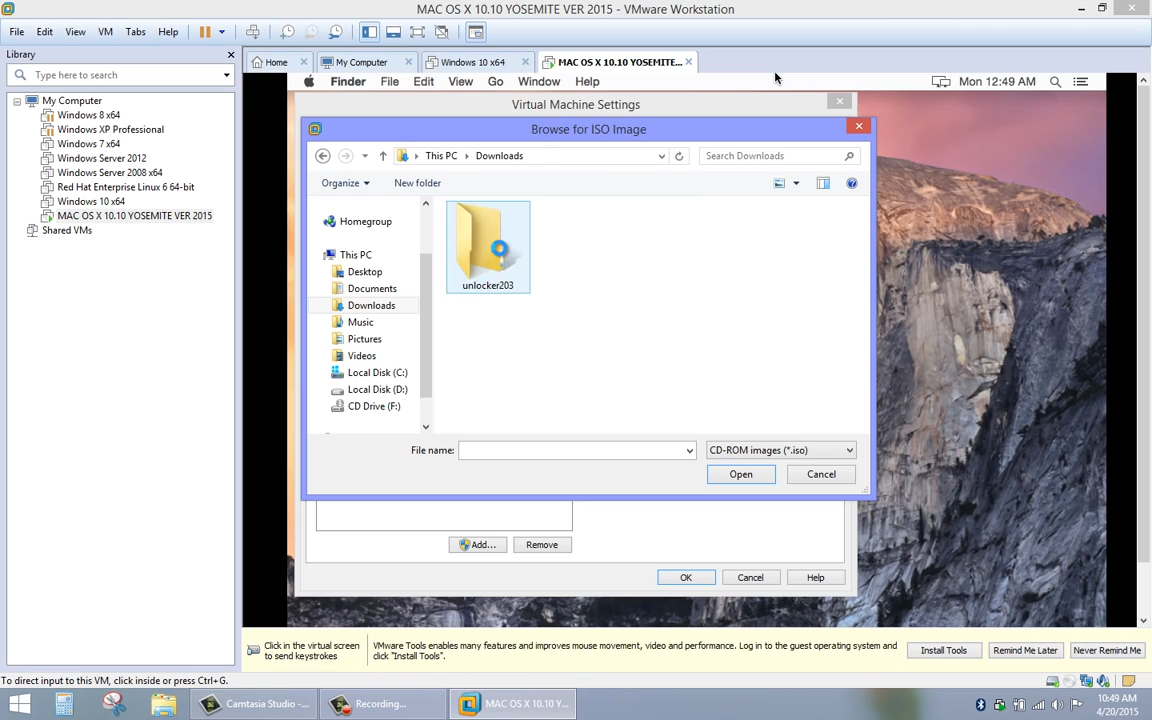 MAC OS X 10.10 YOSEMITE VER 2015 - VMware Workstation
File Edit View VM Tabs Help
Library
Type here to search
My Computer
Windows 8 x64
Windows XP Professional
Windows 7 x64
Windows Server 2012
Windows Server 2008 x64
Red Hat Enterprise Linux 6 64-bit
Windows 10 x64
MAC OS X 10.10 YOSEMITE VER 2015
Shared VMs
Home My Computer Windows 10 x64 MAC OS X 10.10 YOSEMITE...
Finder File Edit View Go Window Help Mon 12:49 AM
Virtual Machine Settings
Browse for ISO Image
This PC Downloads Search Downloads
Organize New folder
Homegroup
This PC
Desktop
Documents
Downloads
Music
Pictures
Videos
Local Disk (C:)
Local Disk (D:)
CD Drive (F:)
unlocker203
File name: CD-ROM images (*.iso)
Open Cancel
Add... Remove
OK Cancel Help
Click in the virtual screen
to send keystrokes
VMware Tools enables many features and improves mouse movement, video and performance. Log in to the guest operating system and
click "Install Tools".
Install Tools Remind Me Later Never Remind Me
To direct input to this VM, click inside or press Ctrl+G.
Camtasia Studio -... Recording... MAC OS X 10.10 Y...
10:49 AM
4/20/2015